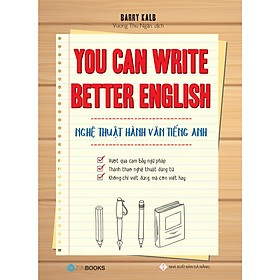 BARRY KALB
Vương Thu Ngân dịch
YOU CAN WRITE
BETTER ENGLISH
NGHỆ THUẬT HÀNH VĂN TIẾNG ANH
Vượt qua cạm bẫy ngữ pháp
Thành thạo nghệ thuật dùng từ
Không chỉ viết đúng mà còn viết hay
BOOKS
NHÀ XUẤT BẢN ĐÀ NẴNG